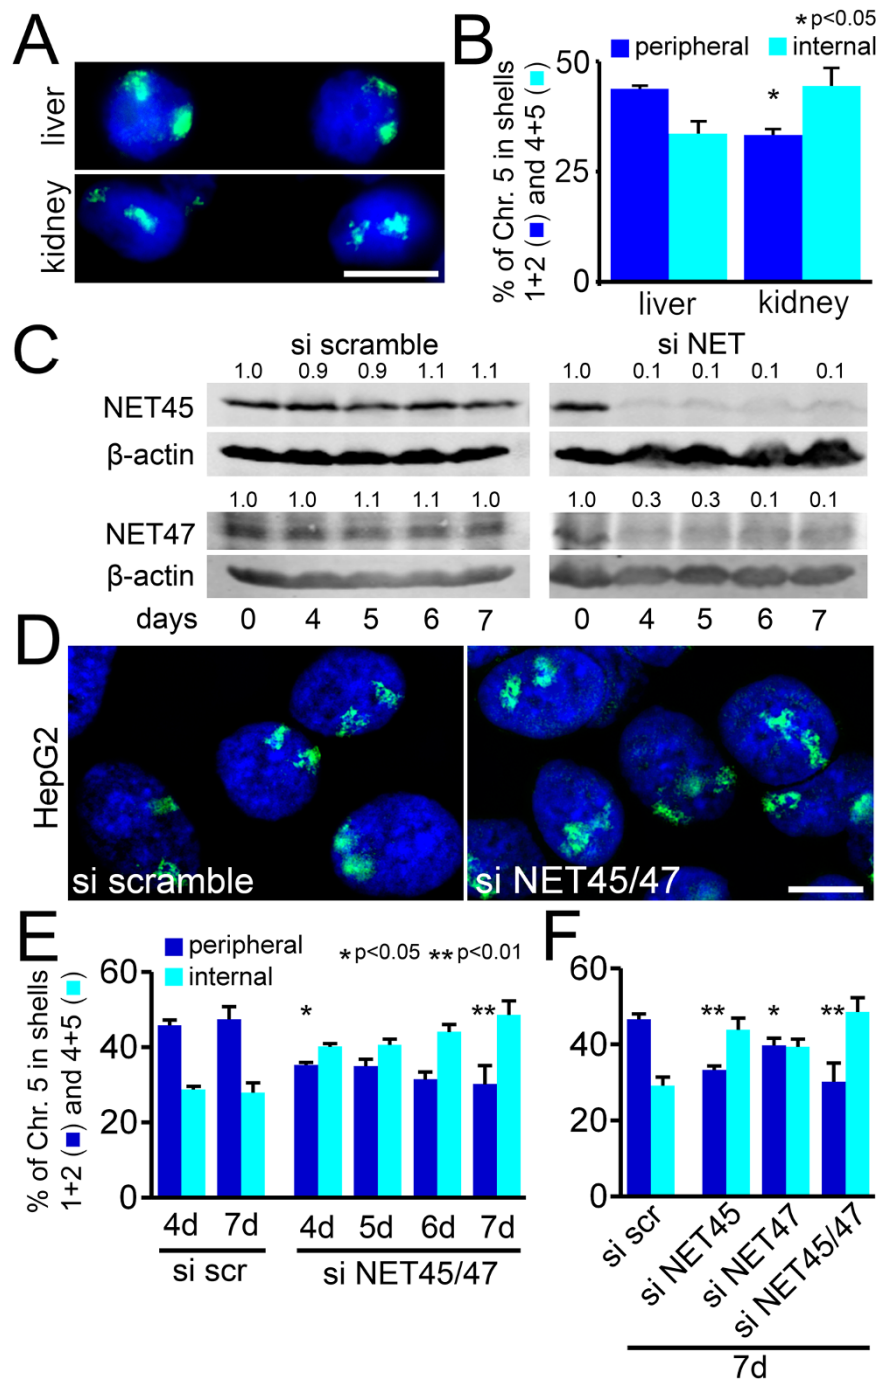 A
liver
kidney
B
* p<0.05
■ peripheral ■ internal
% of Chr. 5 in shells
1+2 (■) and 4+5 (■)
50
25
0
liver kidney
C
si scramble si NET
1.0 0.9 0.9 1.1 1.1 1.0 0.1 0.1 0.1 0.1
NET45
β-actin
1.0 1.0 1.1 1.1 1.0 1.0 0.3 0.3 0.1 0.1
NET47
β-actin
days 0 4 5 6 7 0 4 5 6 7
D
HepG2
si scramble
si NET45/47
E
■ peripheral
■ internal
* p<0.05 ** p<0.01
% of Chr. 5 in shells
1+2 (■) and 4+5 (■)
60
40
20
0
* **
4d 7d 4d 5d 6d 7d
si scr si NET45/47
F
60
40
20
0
** * **
si scr
si NET45
si NET47
si NET45/47
7d